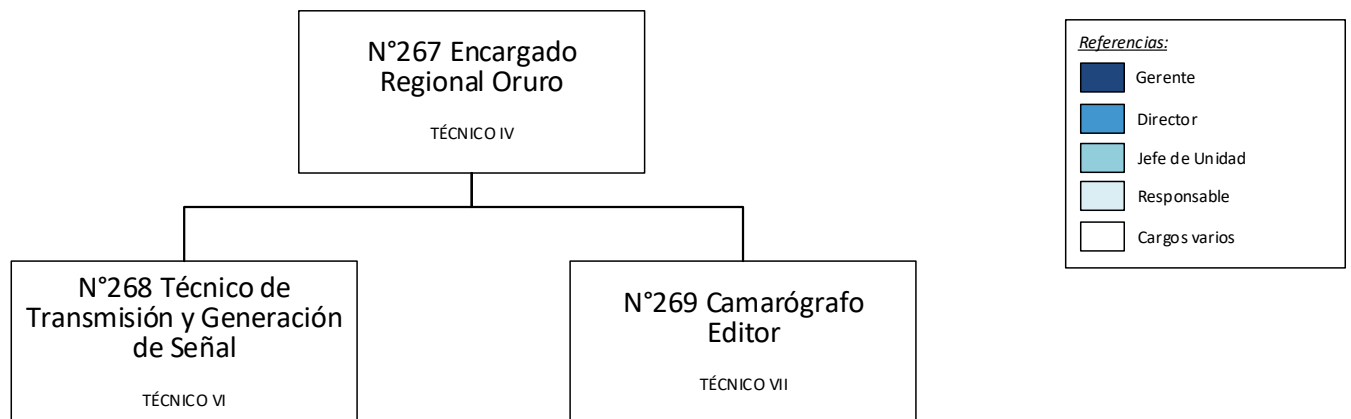 N°267 Encargado
Regional Oruro
TÉCNICO IV
Referencias:
Gerente
Director
Jefe de Unidad
Responsable
Cargos varios
N°268 Técnico de
Transmisión y Generación
de Señal
TÉCNICO VI
N°269 Camarógrafo
Editor
TÉCNICO VII